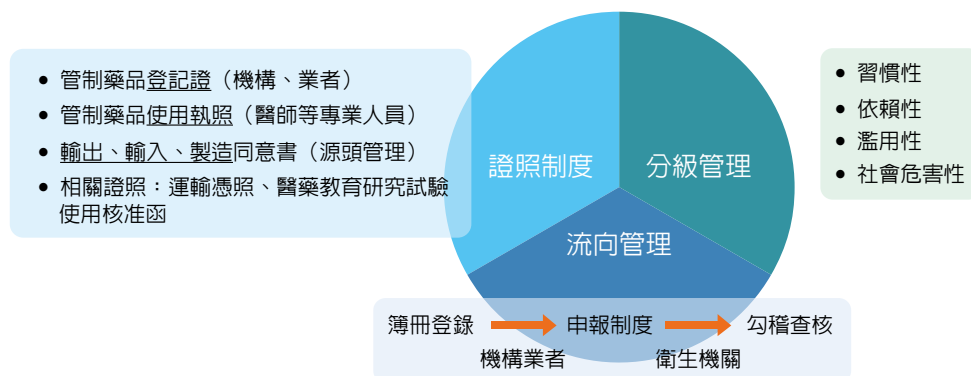 • 管制藥品登記證（機構、業者）
• 管制藥品使用執照（醫師等專業人員）
• 輸出、輸入、製造同意書（源頭管理）
• 相關證照：運輸憑照、醫藥教育研究試驗
使用核准函
證照制度
分級管理
流向管理
• 習慣性
• 依賴性
• 濫用性
• 社會危害性
簿冊登錄 申報制度 勾稽查核
機構業者 衛生機關